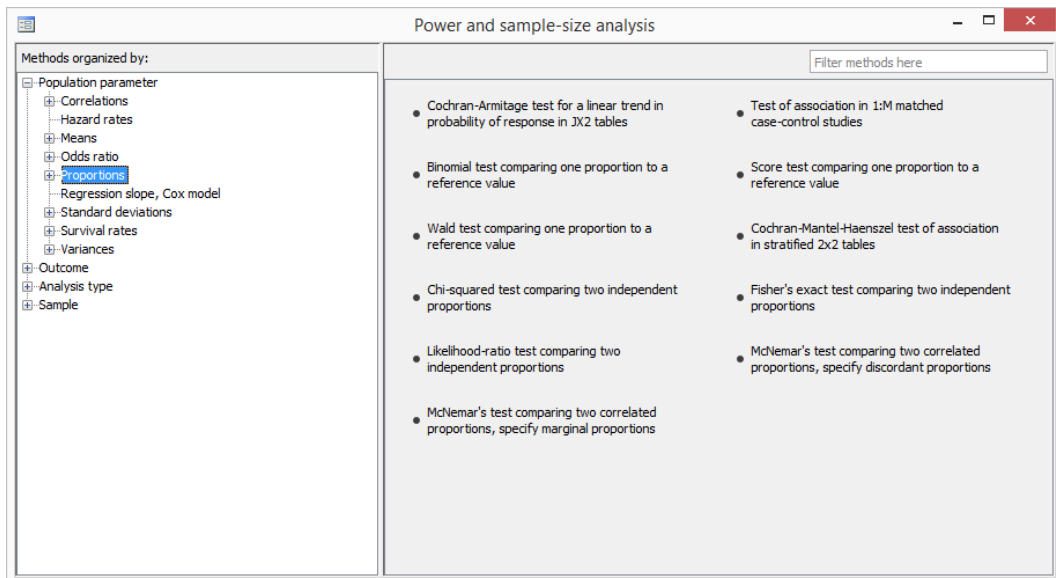 Power and sample-size analysis
Methods organized by:
Filter methods here
Population parameter
Correlations
Hazard rates
Means
Odds ratio
Proportions
Regression slope, Cox model
Standard deviations
Survival rates
Variances
Outcome
Analysis type
Sample
Cochran-Armitage test for a linear trend in
probability of response in JX2 tables
Test of association in 1:M matched
case-control studies
Binomial test comparing one proportion to a
reference value
Score test comparing one proportion to a
reference value
Wald test comparing one proportion to a
reference value
Cochran-Mantel-Haenszel test of association
in stratified 2x2 tables
Chi-squared test comparing two independent
proportions
Fisher's exact test comparing two independent
proportions
Likelihood-ratio test comparing two
independent proportions
McNemar's test comparing two correlated
proportions, specify discordant proportions
McNemar's test comparing two correlated
proportions, specify marginal proportions